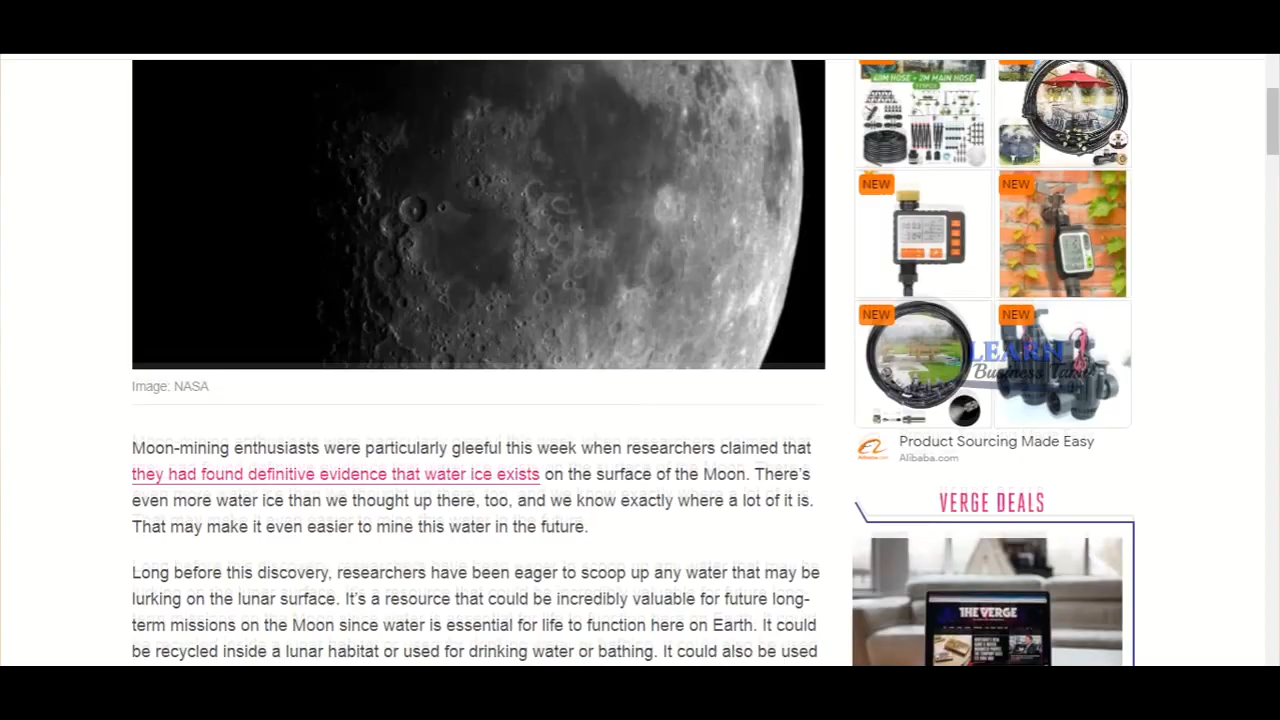 40M HOSE + 2M MAIN HOSE
NEW
NEW
NEW
NEW
LEARN
Business
Image: NASA
Moon-mining enthusiasts were particularly gleeful this week when researchers claimed that
they had found definitive evidence that water ice exists on the surface of the Moon. There's
even more water ice than we thought up there, too, and we know exactly where a lot of it is.
That may make it even easier to mine this water in the future.
Long before this discovery, researchers have been eager to scoop up any water that may be
lurking on the lunar surface. It's a resource that could be incredibly valuable for future long-
term missions on the Moon since water is essential for life to function here on Earth. It could
be recycled inside a lunar habitat or used for drinking water or bathing. It could also be used
Product Sourcing Made Easy
Alibaba.com
VERGE DEALS
THE VERGE